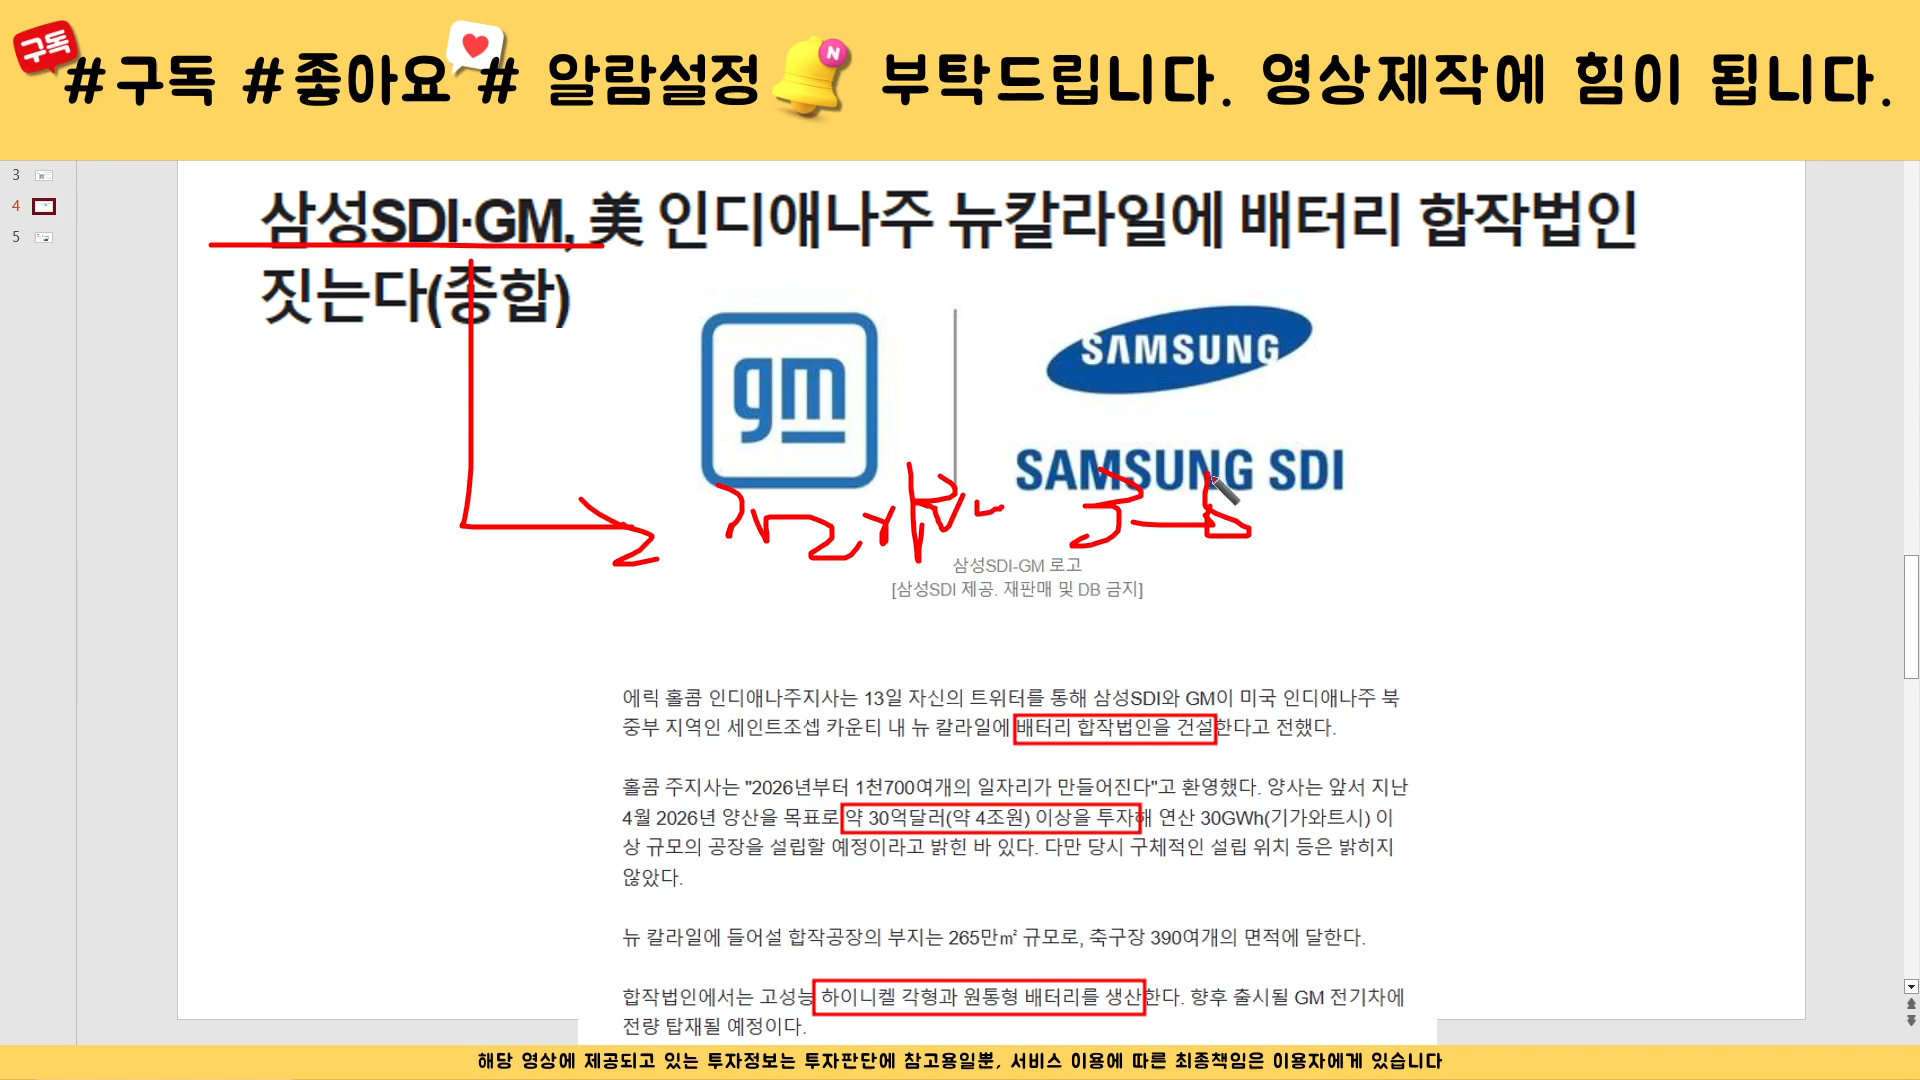 구독
N
#구독 #좋아요 # 알람설정 부탁드립니다. 영상제작에 힘이 됩니다.
3
4
5
삼성SDI·GM, 美 인디애나주 뉴칼라일에 배터리 합작법인
짓는다(종합)
gm
SAMSUNG
SAMSUNG SDI
삼성SDI-GM 로고
[삼성SDI 제공. 재판매 및 DB 금지]
에릭 홀콤 인디애나주지사는 13일 자신의 트위터를 통해 삼성SDI와 GM이 미국 인디애나주 북
중부 지역인 세인트조셉 카운티 내 뉴 칼라일에 배터리 합작법인을 건설한다고 전했다.
홀콤 주지사는 "2026년부터 1천700여개의 일자리가 만들어진다"고 환영했다. 양사는 앞서 지난
4월 2026년 양산을 목표로 약 30억달러(약 4조원) 이상을 투자해 연산 30GWh(기가와트시) 이
상 규모의 공장을 설립할 예정이라고 밝힌 바 있다. 다만 당시 구체적인 설립 위치 등은 밝히지
않았다.
뉴 칼라일에 들어설 합작공장의 부지는 265만㎡ 규모로, 축구장 390여개의 면적에 달한다.
합작법인에서는 고성능 하이니켈 각형과 원통형 배터리를 생산한다. 향후 출시될 GM 전기차에
전량 탑재될 예정이다.
해당 영상에 제공되고 있는 투자정보는 투자판단에 참고용일뿐, 서비스 이용에 따른 최종책임은 이용자에게 있습니다